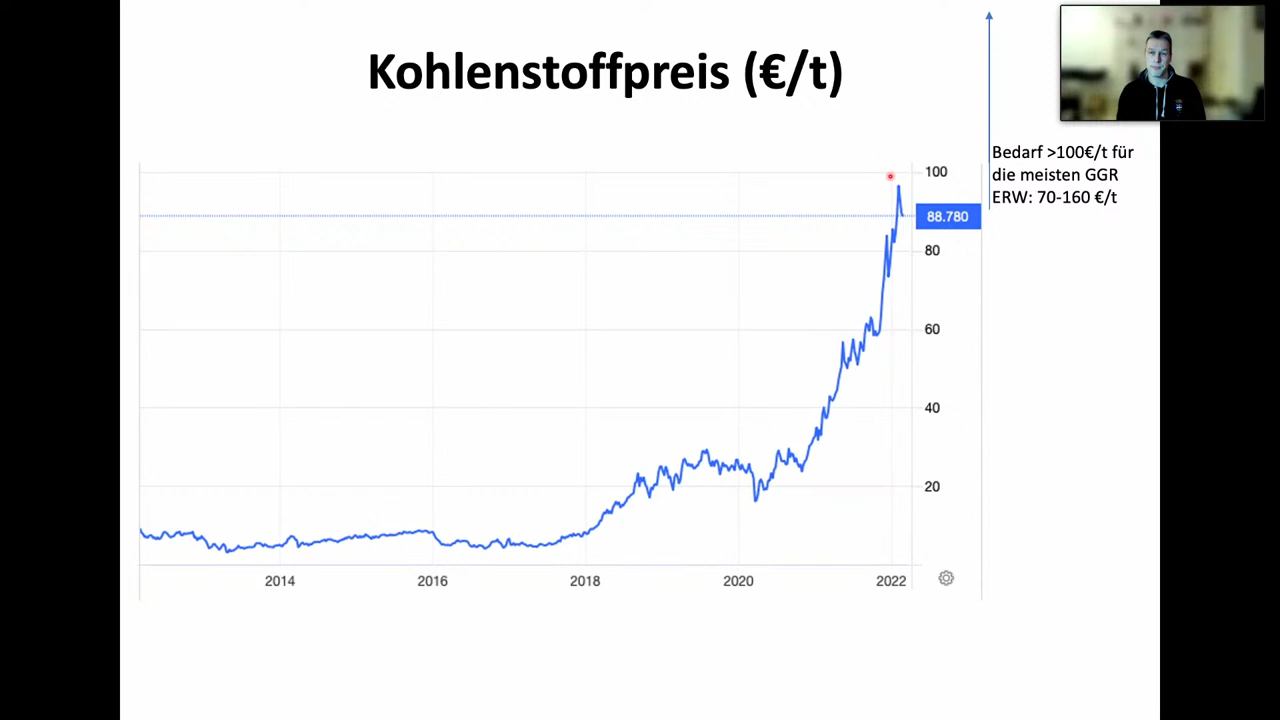 Kohlenstoffpreis (€/t)
Bedarf >100€/t für
die meisten GGR
ERW: 70-160 €/t
100
88.780
80
60
40
20
2014
2016
2018
2020
2022